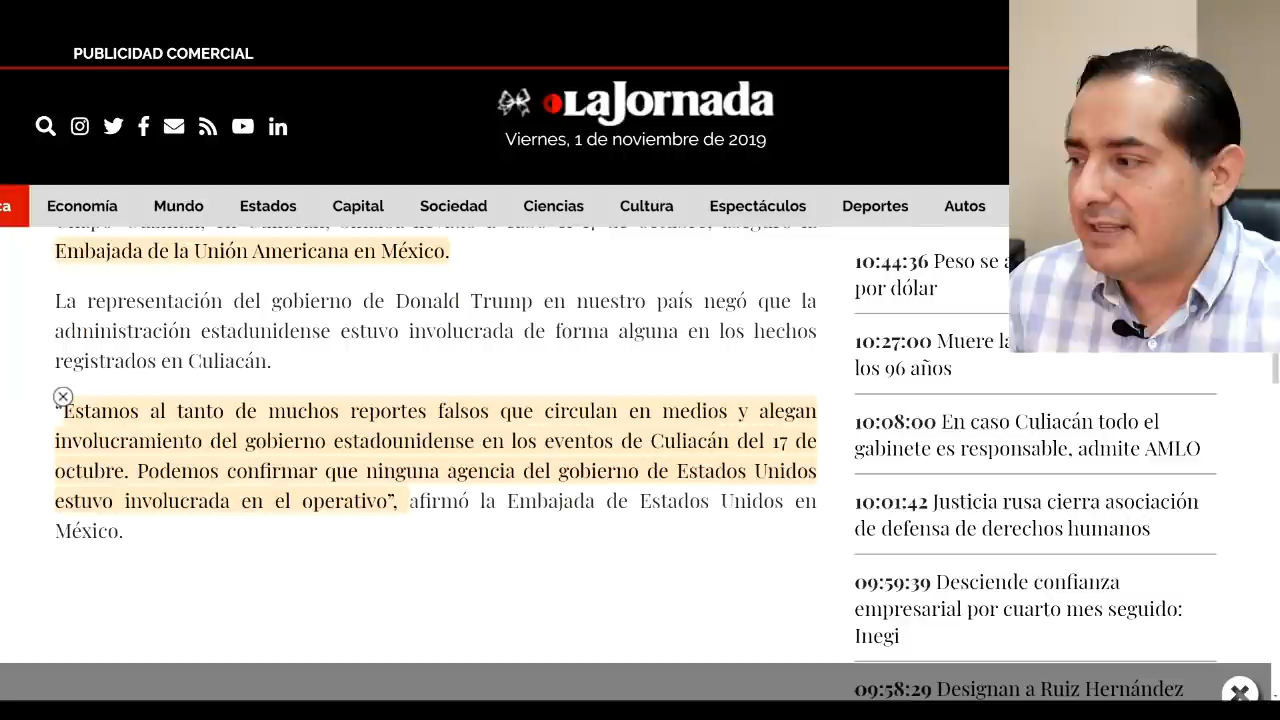 PUBLICIDAD COMERCIAL
LaJornada
Viernes, 1 de noviembre de 2019
Economía Mundo Estados Capital Sociedad Ciencias Cultura Espectáculos Deportes Autos
Embajada de la Unión Americana en México.
La representación del gobierno de Donald Trump en nuestro país negó que la
administración estadunidense estuvo involucrada de forma alguna en los hechos
registrados en Culiacán.
“Estamos al tanto de muchos reportes falsos que circulan en medios y alegan
involucramiento del gobierno estadounidense en los eventos de Culiacán del 17 de
octubre. Podemos confirmar que ninguna agencia del gobierno de Estados Unidos
estuvo involucrada en el operativo”, afirmó la Embajada de Estados Unidos en
México.
10:44:36 Peso se
por dólar
10:27:00 Muere
los 96 años
10:08:00 En caso Culiacán todo el
gabinete es responsable, admite AMLO
10:01:42 Justicia rusa cierra asociación
de defensa de derechos humanos
09:59:39 Desciende confianza
empresarial por cuarto mes seguido:
Inegi
09:58:29 Designan a Ruiz Hernández